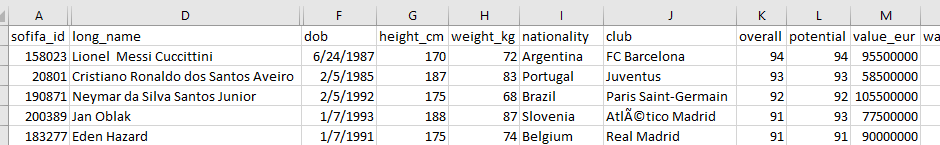 A D F G H I J K L M
sofifa_id long_name dob height_cm weight_kg nationality club overall potential value_eur wa
158023 Lionel  Messi Cuccittini 6/24/1987 170 72 Argentina FC Barcelona 94 94 95500000
20801 Cristiano Ronaldo dos Santos Aveiro 2/5/1985 187 83 Portugal Juventus 93 93 58500000
190871 Neymar da Silva Santos Junior 2/5/1992 175 68 Brazil Paris Saint-Germain 92 92 105500000
200389 Jan Oblak 1/7/1993 188 87 Slovenia AtlÃ©tico Madrid 91 93 77500000
183277 Eden Hazard 1/7/1991 175 74 Belgium Real Madrid 91 91 90000000